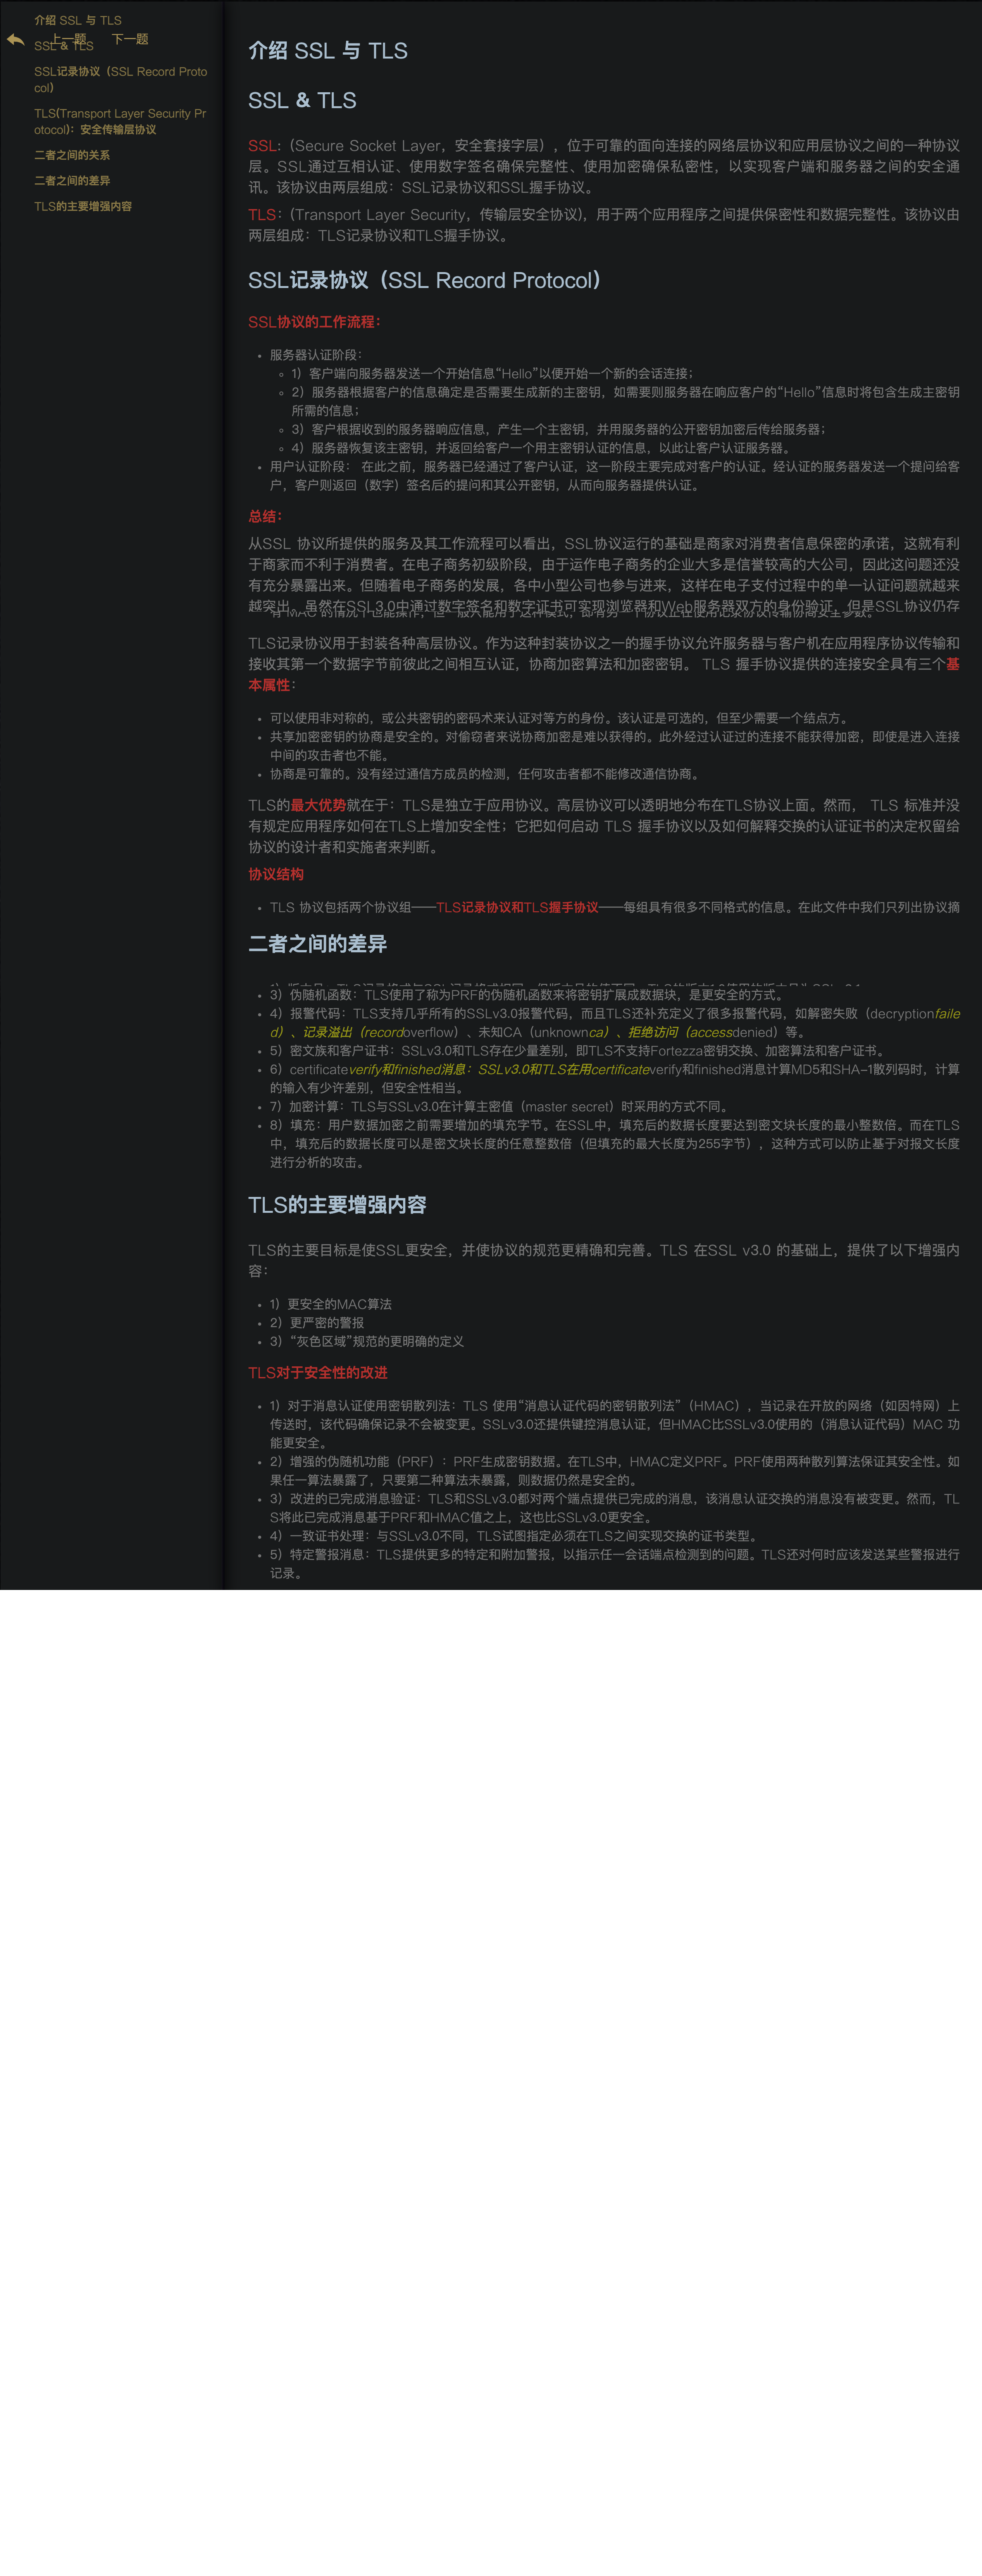 介绍 SSL 与 TLS
上一题 下一题
SSL & TLS
SSL记录协议（SSL Record Proto
col）
TLS(Transport Layer Security Pr
otocol)：安全传输层协议
二者之间的关系
二者之间的差异
TLS的主要增强内容
介绍 SSL 与 TLS
SSL & TLS
SSL:（Secure Socket Layer，安全套接字层），位于可靠的面向连接的网络层协议和应用层协议之间的一种协议
层。SSL通过互相认证、使用数字签名确保完整性、使用加密确保私密性，以实现客户端和服务器之间的安全通
讯。该协议由两层组成：SSL记录协议和SSL握手协议。
TLS：(Transport Layer Security，传输层安全协议)，用于两个应用程序之间提供保密性和数据完整性。该协议由
两层组成：TLS记录协议和TLS握手协议。
SSL记录协议（SSL Record Protocol）
SSL协议的工作流程：
服务器认证阶段：
1）客户端向服务器发送一个开始信息“Hello”以便开始一个新的会话连接；
2）服务器根据客户的信息确定是否需要生成新的主密钥，如需要则服务器在响应客户的“Hello”信息时将包含生成主密钥
所需的信息；
3）客户根据收到的服务器响应信息，产生一个主密钥，并用服务器的公开密钥加密后传给服务器；
4）服务器恢复该主密钥，并返回给客户一个用主密钥认证的信息，以此让客户认证服务器。
用户认证阶段： 在此之前，服务器已经通过了客户认证，这一阶段主要完成对客户的认证。经认证的服务器发送一个提问给客
户，客户则返回（数字）签名后的提问和其公开密钥，从而向服务器提供认证。
总结：
从SSL 协议所提供的服务及其工作流程可以看出，SSL协议运行的基础是商家对消费者信息保密的承诺，这就有利
于商家而不利于消费者。在电子商务初级阶段，由于运作电子商务的企业大多是信誉较高的大公司，因此这问题还没
有充分暴露出来。但随着电子商务的发展，各中小型公司也参与进来，这样在电子支付过程中的单一认证问题就越来
越突出。虽然在SSL3.0中通过数字签名和数字证书可实现浏览器和Web服务器双方的身份验证，但是SSL协议仍存
TLS记录协议用于封装各种高层协议。作为这种封装协议之一的握手协议允许服务器与客户机在应用程序协议传输和
接收其第一个数据字节前彼此之间相互认证，协商加密算法和加密密钥。 TLS 握手协议提供的连接安全具有三个基
本属性：
可以使用非对称的，或公共密钥的密码术来认证对等方的身份。该认证是可选的，但至少需要一个结点方。
共享加密密钥的协商是安全的。对偷窃者来说协商加密是难以获得的。此外经过认证过的连接不能获得加密，即使是进入连接
中间的攻击者也不能。
协商是可靠的。没有经过通信方成员的检测，任何攻击者都不能修改通信协商。
TLS的最大优势就在于：TLS是独立于应用协议。高层协议可以透明地分布在TLS协议上面。然而， TLS 标准并没
有规定应用程序如何在TLS上增加安全性；它把如何启动 TLS 握手协议以及如何解释交换的认证证书的决定权留给
协议的设计者和实施者来判断。
协议结构
TLS 协议包括两个协议组——TLS记录协议和TLS握手协议——每组具有很多不同格式的信息。在此文件中我们只列出协议摘
二者之间的差异
3）伪随机函数：TLS使用了称为PRF的伪随机函数来将密钥扩展成数据块，是更安全的方式。
4）报警代码：TLS支持几乎所有的SSLv3.0报警代码，而且TLS还补充定义了很多报警代码，如解密失败（decryptionfaile
d）、记录溢出（recordoverflow）、未知CA（unknownca）、拒绝访问（accessdenied）等。
5）密文族和客户证书：SSLv3.0和TLS存在少量差别，即TLS不支持Fortezza密钥交换、加密算法和客户证书。
6）certificateverify和finished消息：SSLv3.0和TLS在用certificateverify和finished消息计算MD5和SHA-1散列码时，计算
的输入有少许差别，但安全性相当。
7）加密计算：TLS与SSLv3.0在计算主密值（master secret）时采用的方式不同。
8）填充：用户数据加密之前需要增加的填充字节。在SSL中，填充后的数据长度要达到密文块长度的最小整数倍。而在TLS
中，填充后的数据长度可以是密文块长度的任意整数倍（但填充的最大长度为255字节），这种方式可以防止基于对报文长度
进行分析的攻击。
TLS的主要增强内容
TLS的主要目标是使SSL更安全，并使协议的规范更精确和完善。TLS 在SSL v3.0 的基础上，提供了以下增强内
容：
1）更安全的MAC算法
2）更严密的警报
3）“灰色区域”规范的更明确的定义
TLS对于安全性的改进
1）对于消息认证使用密钥散列法：TLS 使用“消息认证代码的密钥散列法”（HMAC），当记录在开放的网络（如因特网）上
传送时，该代码确保记录不会被变更。SSLv3.0还提供键控消息认证，但HMAC比SSLv3.0使用的（消息认证代码）MAC 功
能更安全。
2）增强的伪随机功能（PRF）：PRF生成密钥数据。在TLS中，HMAC定义PRF。PRF使用两种散列算法保证其安全性。如
果任一算法暴露了，只要第二种算法未暴露，则数据仍然是安全的。
3）改进的已完成消息验证：TLS和SSLv3.0都对两个端点提供已完成的消息，该消息认证交换的消息没有被变更。然而，TL
S将此已完成消息基于PRF和HMAC值之上，这也比SSLv3.0更安全。
4）一致证书处理：与SSLv3.0不同，TLS试图指定必须在TLS之间实现交换的证书类型。
5）特定警报消息：TLS提供更多的特定和附加警报，以指示任一会话端点检测到的问题。TLS还对何时应该发送某些警报进行
记录。